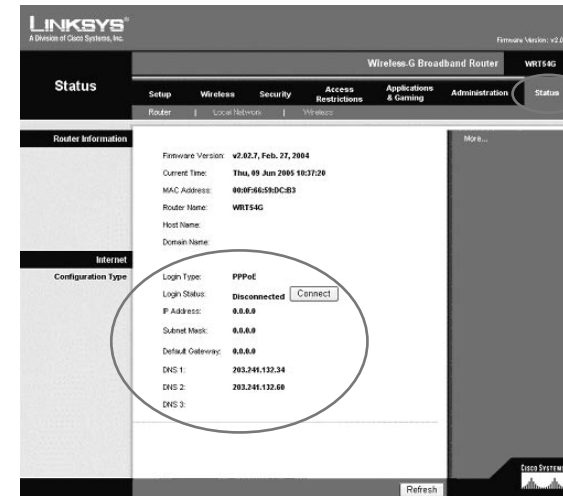 LINKSYS®
A Division of Cisco Systems, Inc.
Firmware Version: v2.0
Wireless-G Broadband Router WRT54G
Status
Setup Wireless Security Access Restrictions Applications & Gaming Administration Status
Router | Local Network | Wireless
Router Information
More...
Firmware Version: v2.02.7, Feb. 27, 2004
Current Time: Thu, 09 Jun 2005 10:37:20
MAC Address: 00:0F:66:59:DC:B3
Router Name: WRT54G
Host Name:
Domain Name:
Internet
Configuration Type
Login Type: PPPoE
Login Status: Disconnected Connect
IP Address: 0.0.0.0
Subnet Mask: 0.0.0.0
Default Gateway: 0.0.0.0
DNS 1: 203.241.132.34
DNS 2: 203.241.132.60
DNS 3:
Refresh
CISCO SYSTEMS